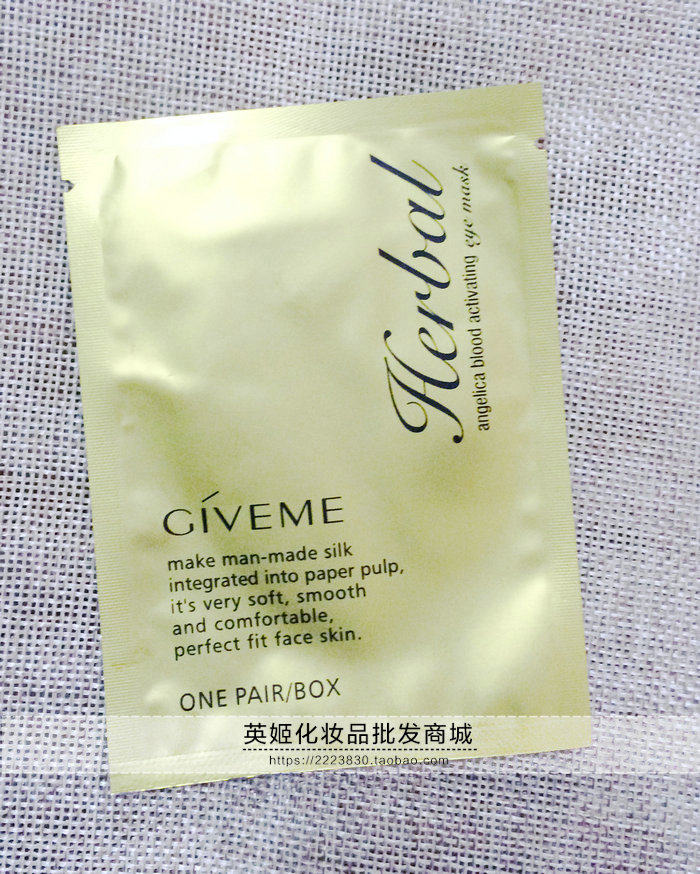 Herbal
angelica blood activating eye mask
GÍVEME
make man-made silk
integrated into paper pulp,
it's very soft, smooth
and comfortable,
perfect fit face skin.
ONE PAIR/BOX
英姬化妆品批发商城
https://2223830.taobao.com